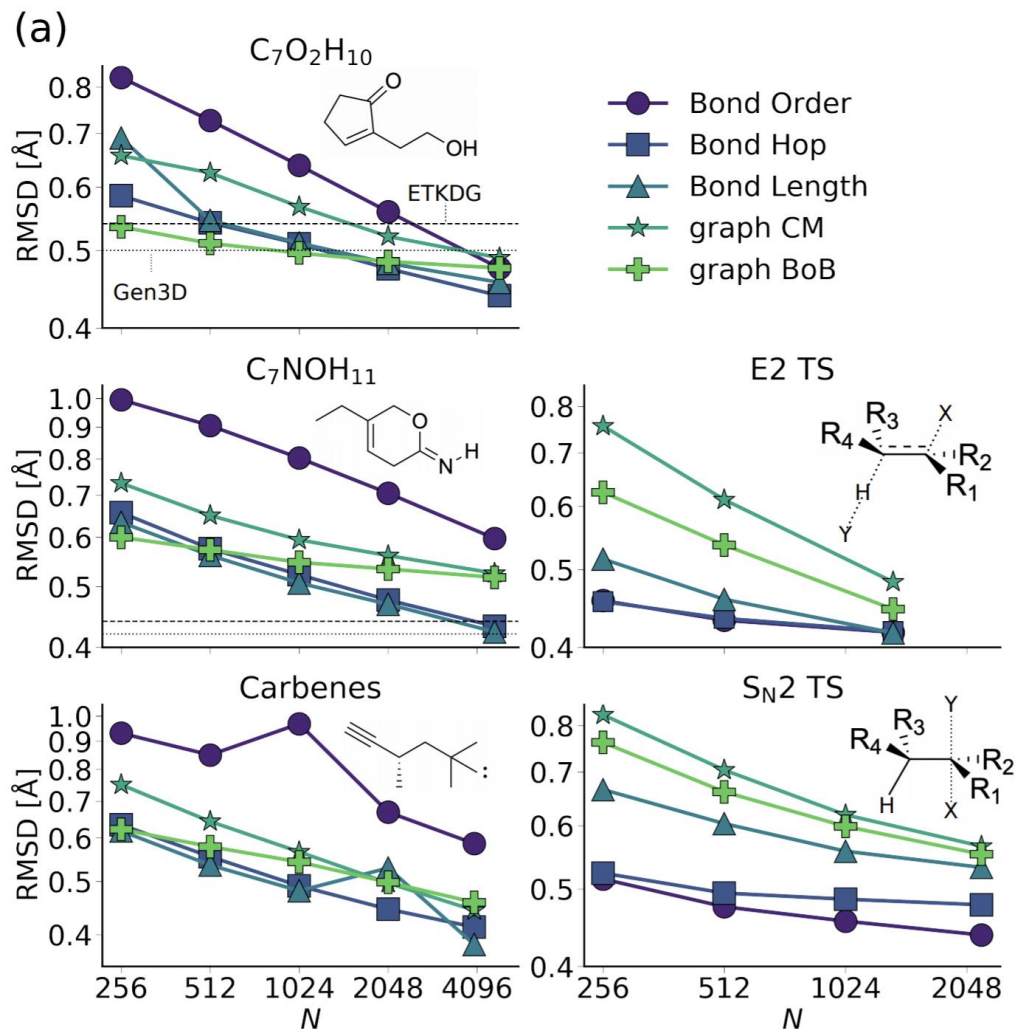 (a)
C₇O₂H₁₀
RMSD [Å]
0.8
0.7
0.6
0.5
0.4
O
OH
ETKDG
Gen3D
Bond Order
Bond Hop
Bond Length
graph CM
graph BoB
C₇NOH₁₁
RMSD [Å]
1.0
0.9
0.8
0.7
0.6
0.5
0.4
O
N
H
E2 TS
0.8
0.7
0.6
0.5
0.4
R₃
X
R₄
R₂
R₁
H
Y
Carbenes
RMSD [Å]
1.0
0.9
0.8
0.7
0.6
0.5
0.4
:
256 512 1024 2048 4096
N
S_N2 TS
0.8
0.7
0.6
0.5
0.4
Y
R₃
R₄
R₂
R₁
H
X
256 512 1024 2048
N